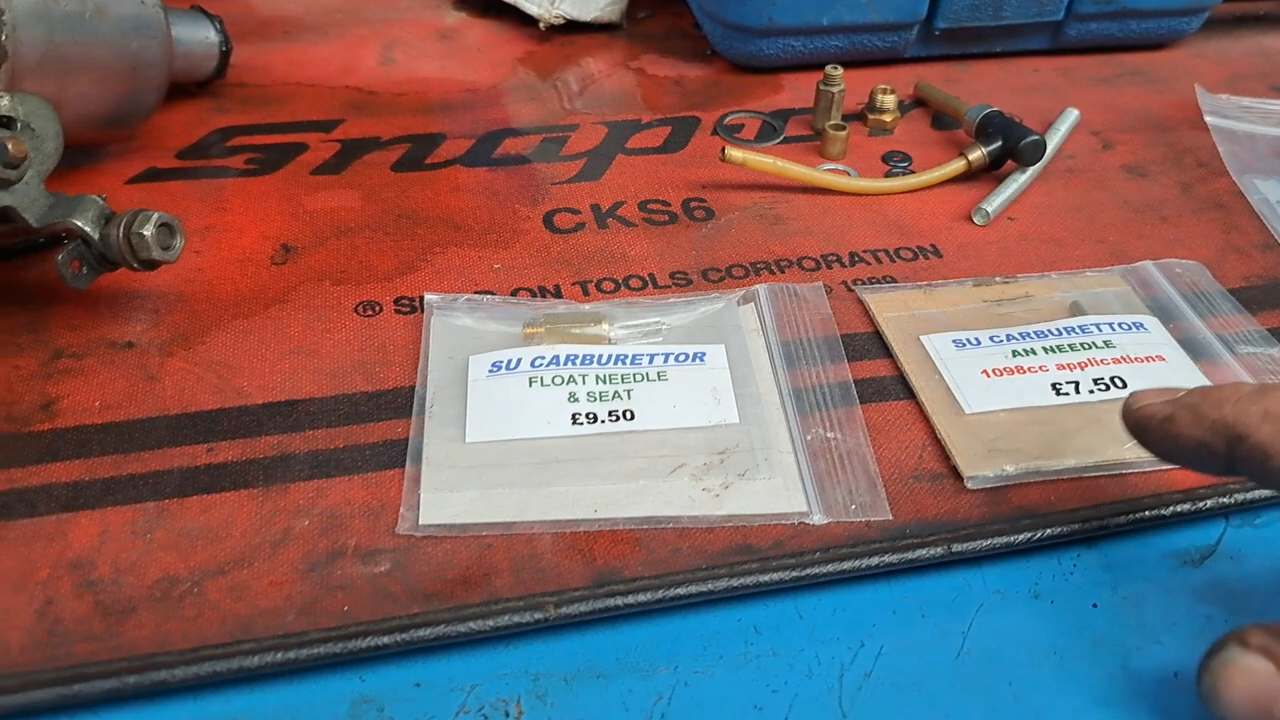 Snap-on
CKS6
® SNAP-ON TOOLS CORPORATION
© 1989
SU CARBURETTOR
FLOAT NEEDLE
& SEAT
£9.50
SU CARBURETTOR
AN NEEDLE
1098cc applications
£7.50